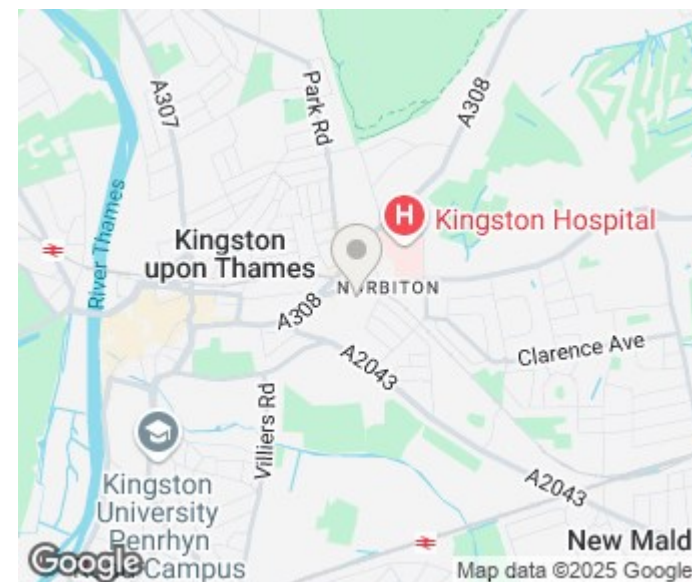 A307
Park Rd
A308
River Thames
H
Kingston Hospital
Kingston
upon Thames
NORBITON
A308
Clarence Ave
A2043
Villiers Rd
Kingston
University
Penrhyn
Campus
A2043
New Mald
Google
Map data ©2025 Google